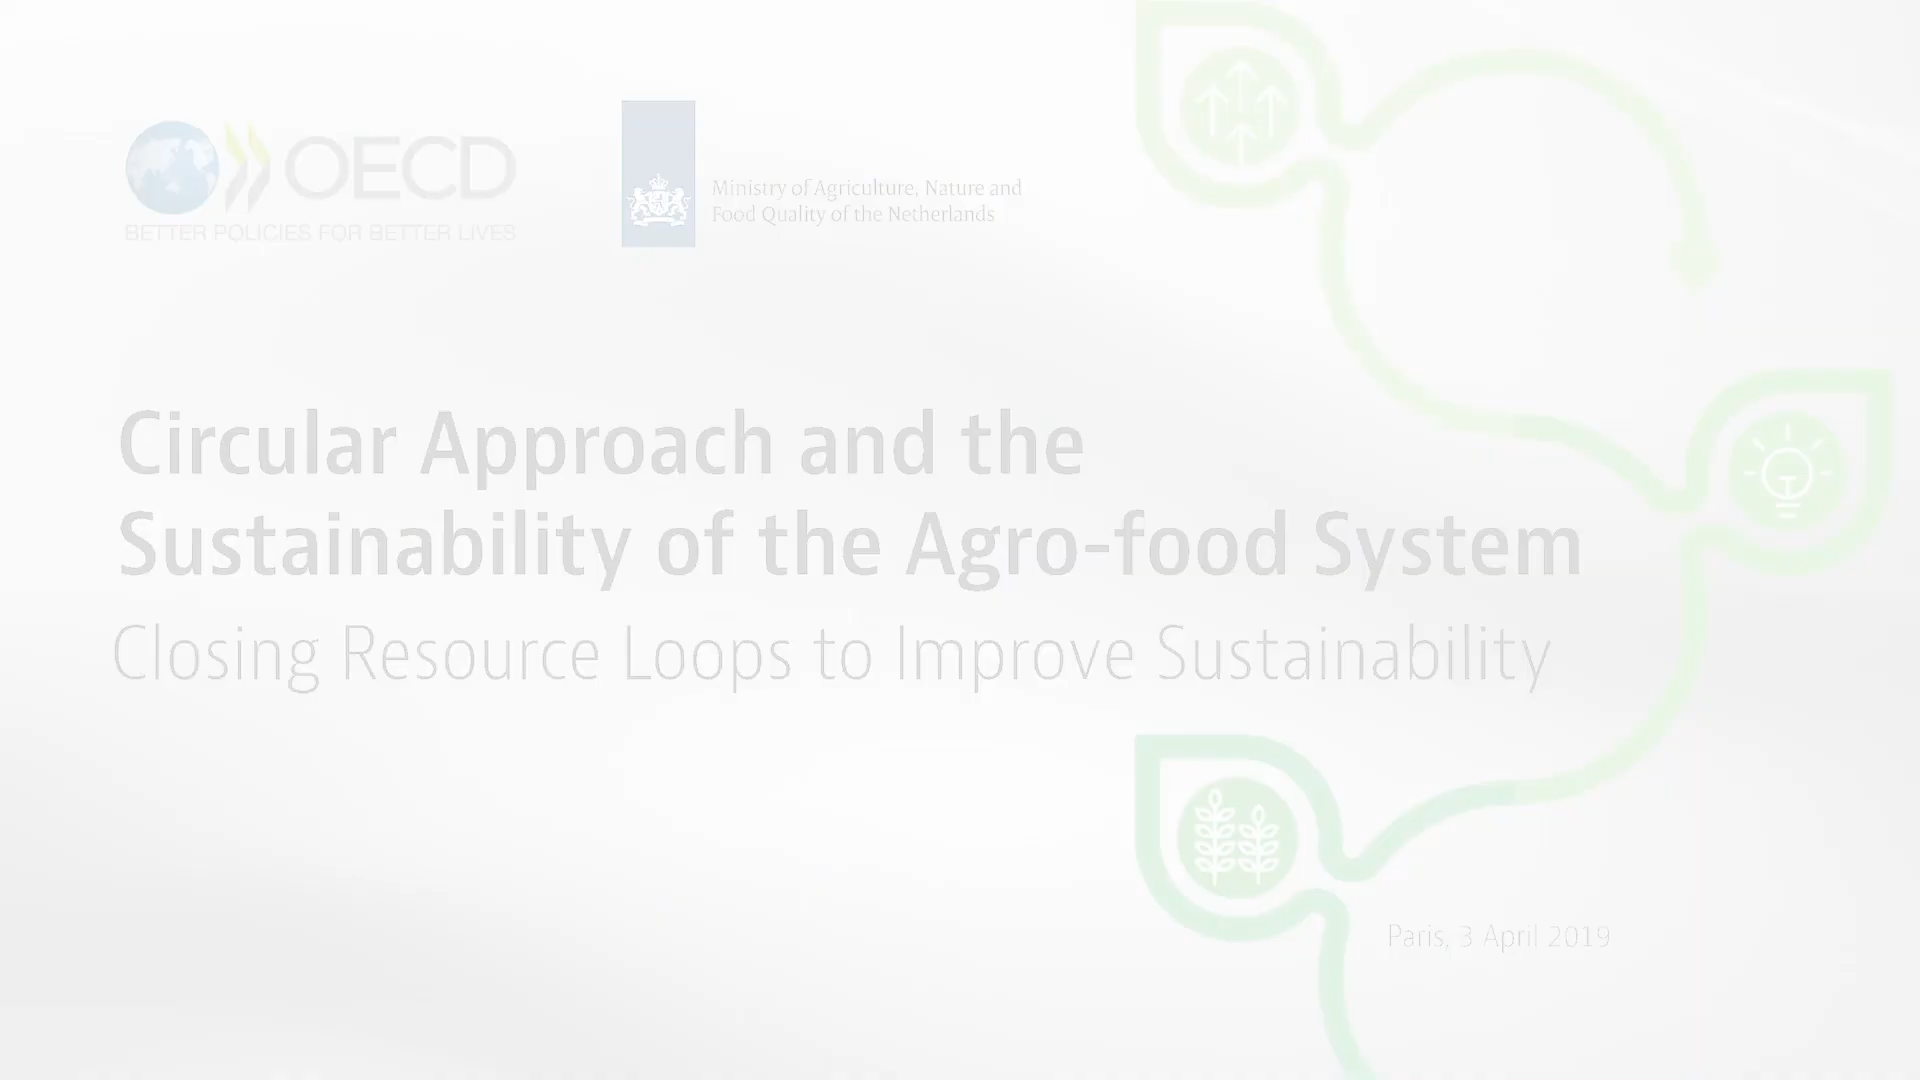 OECD
BETTER POLICIES FOR BETTER LIVES
Ministry of Agriculture, Nature and
Food Quality of the Netherlands
Circular Approach and the
Sustainability of the Agro-food System
Closing Resource Loops to Improve Sustainability
Paris, 3 April 2019